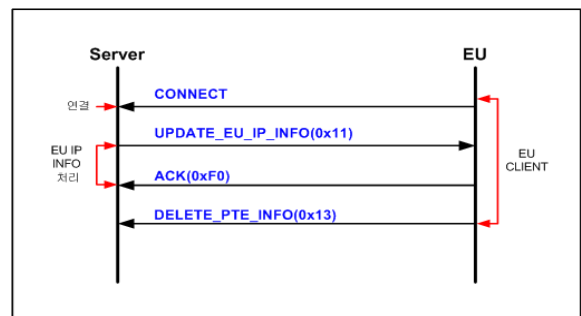 Server
EU
CONNECT
연결
UPDATE_EU_IP_INFO(0x11)
EU IP
INFO
처리
EU
CLIENT
ACK(0xF0)
DELETE_PTE_INFO(0x13)